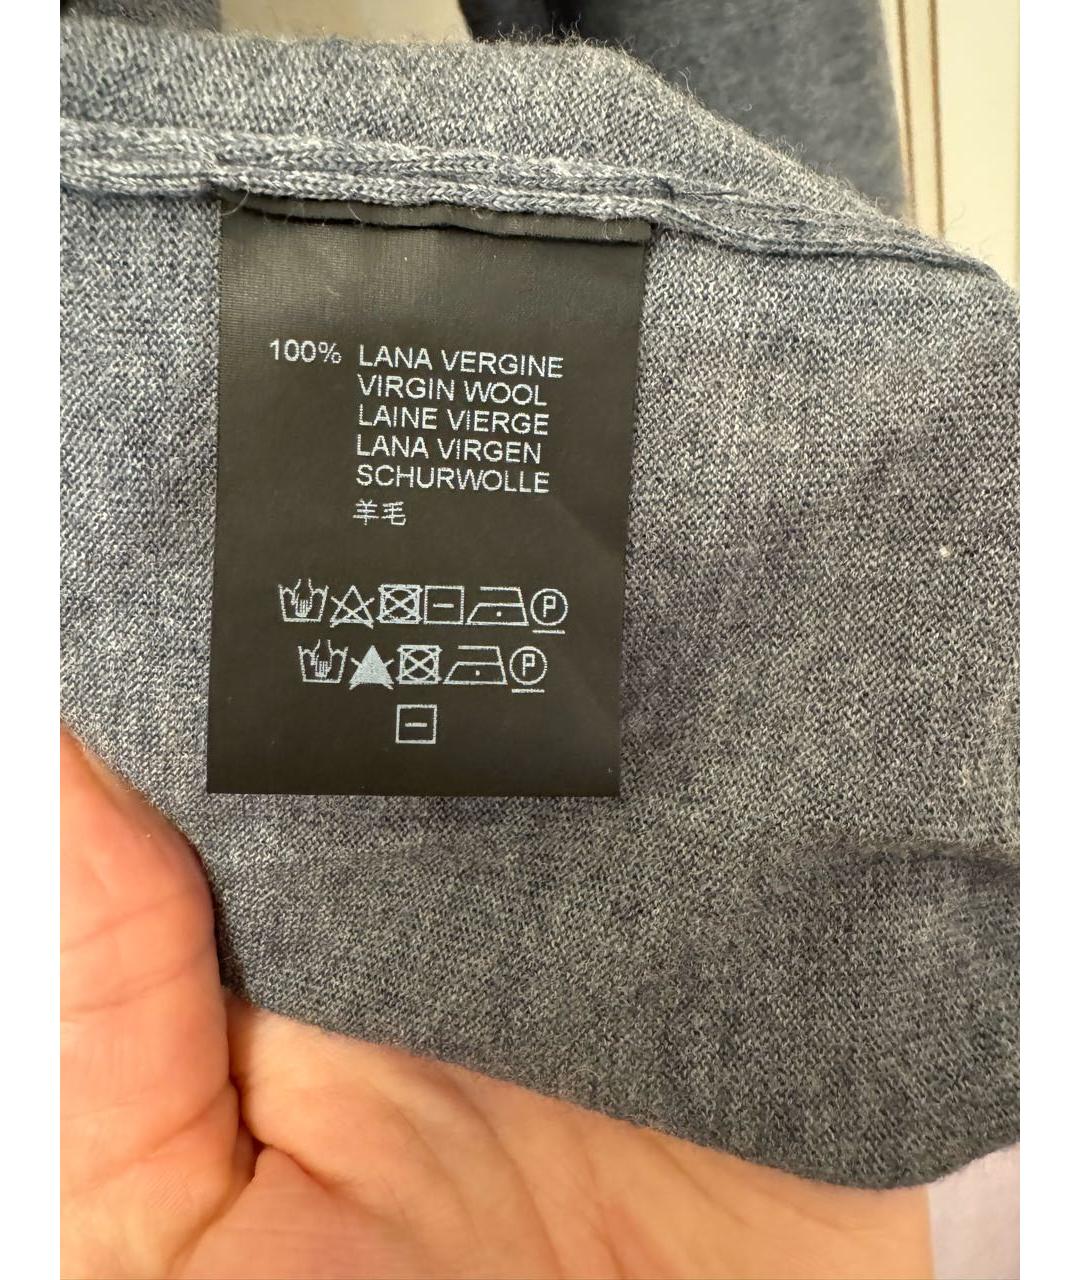 100% LANA VERGINE
VIRGIN WOOL
LAINE VIERGE
LANA VIRGEN
SCHURWOLLE
羊毛
P
P